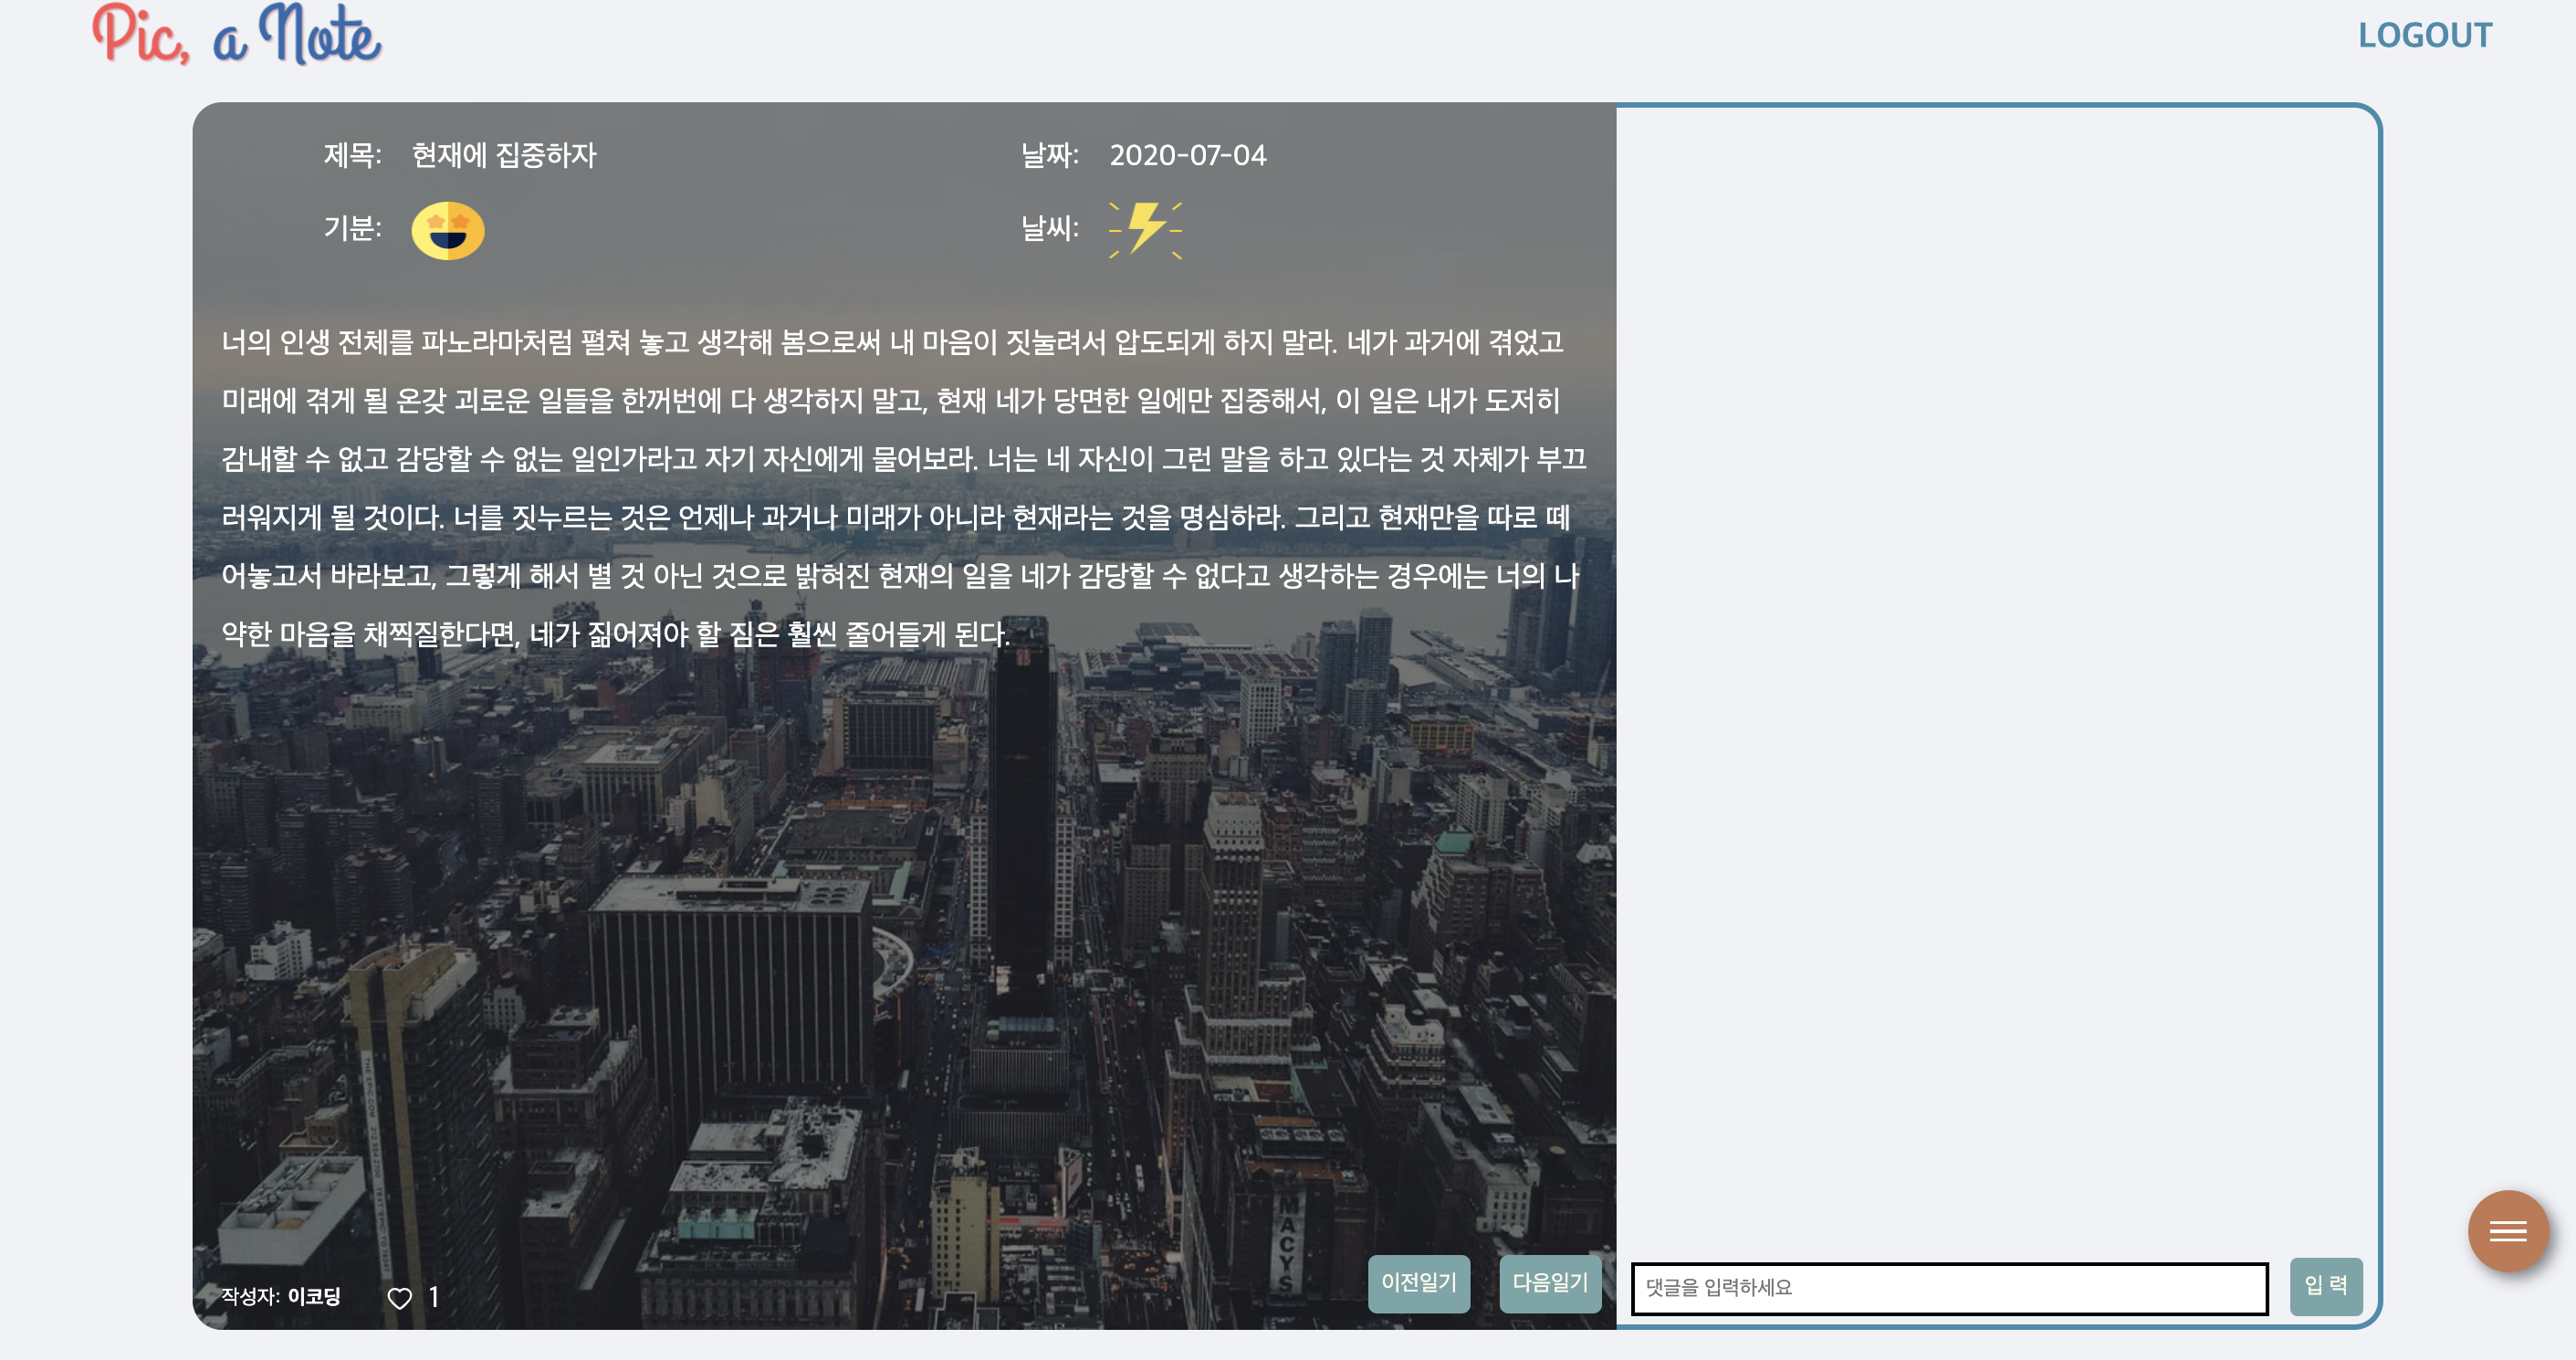 Pic, a Note
LOGOUT
제목: 현재에 집중하자
날짜: 2020-07-04
기분:
날씨:
너의 인생 전체를 파노라마처럼 펼쳐 놓고 생각해 봄으로써 내 마음이 짓눌려서 압도되게 하지 말라. 네가 과거에 겪었고
미래에 겪게 될 온갖 괴로운 일들을 한꺼번에 다 생각하지 말고, 현재 네가 당면한 일에만 집중해서, 이 일은 내가 도저히
감내할 수 없고 감당할 수 없는 일인가라고 자기 자신에게 물어보라. 너는 네 자신이 그런 말을 하고 있다는 것 자체가 부끄
러워지게 될 것이다. 너를 짓누르는 것은 언제나 과거나 미래가 아니라 현재라는 것을 명심하라. 그리고 현재만을 따로 떼
어놓고서 바라보고, 그렇게 해서 별 것 아닌 것으로 밝혀진 현재의 일을 네가 감당할 수 없다고 생각하는 경우에는 너의 나
약한 마음을 채찍질한다면, 네가 짊어져야 할 짐은 훨씬 줄어들게 된다.
MACYS
작성자: 이코딩
1
이전일기
다음일기
댓글을 입력하세요
입 력